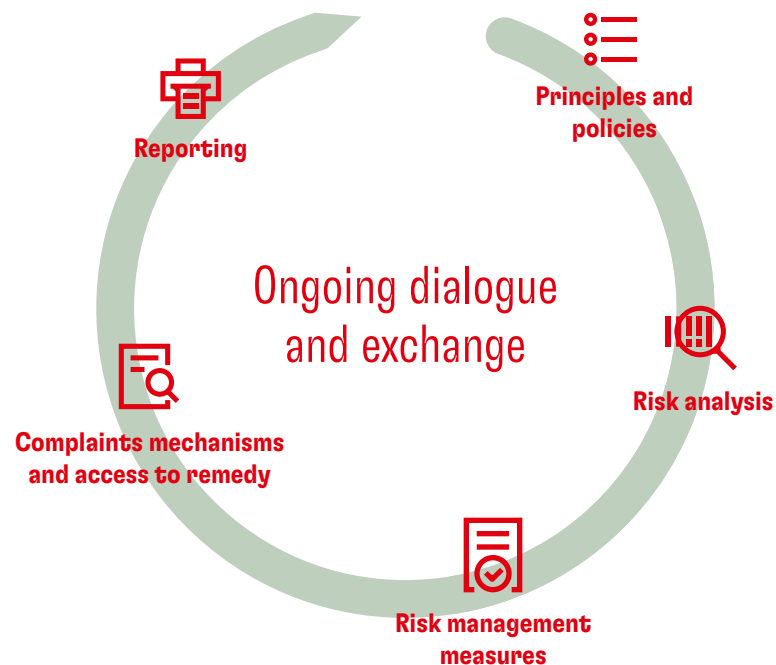 Principles and
policies
Risk analysis
Risk management
measures
Complaints mechanisms
and access to remedy
Reporting
Ongoing dialogue
and exchange